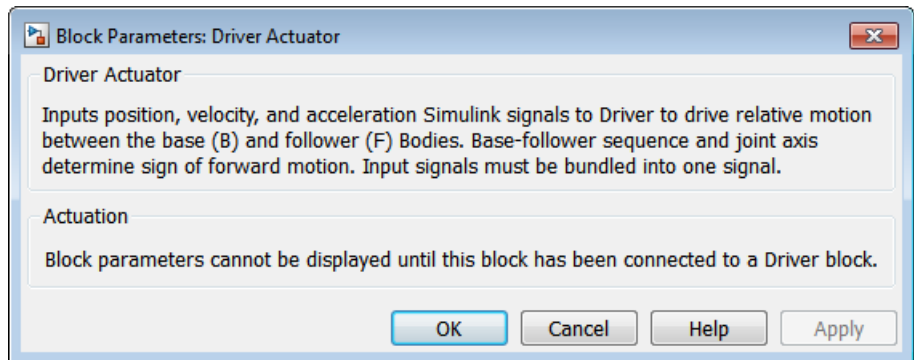 Block Parameters: Driver Actuator
Driver Actuator
Inputs position, velocity, and acceleration Simulink signals to Driver to drive relative motion
between the base (B) and follower (F) Bodies. Base-follower sequence and joint axis
determine sign of forward motion. Input signals must be bundled into one signal.
Actuation
Block parameters cannot be displayed until this block has been connected to a Driver block.
OK Cancel Help Apply